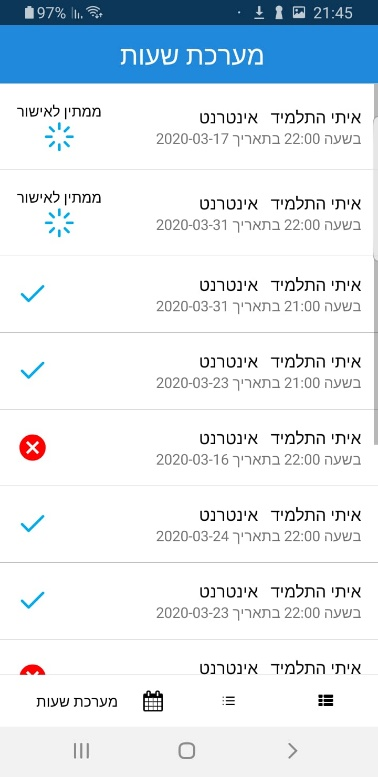 97% 21:45
מערכת שעות
איתי התלמיד אינטרנט
ממתין לאישור
בשעה 22:00 בתאריך 2020-03-17
איתי התלמיד אינטרנט
ממתין לאישור
בשעה 22:00 בתאריך 2020-03-31
איתי התלמיד אינטרנט
בשעה 21:00 בתאריך 2020-03-31
איתי התלמיד אינטרנט
בשעה 21:00 בתאריך 2020-03-23
איתי התלמיד אינטרנט
בשעה 22:00 בתאריך 2020-03-16
איתי התלמיד אינטרנט
בשעה 22:00 בתאריך 2020-03-24
איתי התלמיד אינטרנט
בשעה 22:00 בתאריך 2020-03-23
איתי התלמיד אינטרנט
מערכת שעות